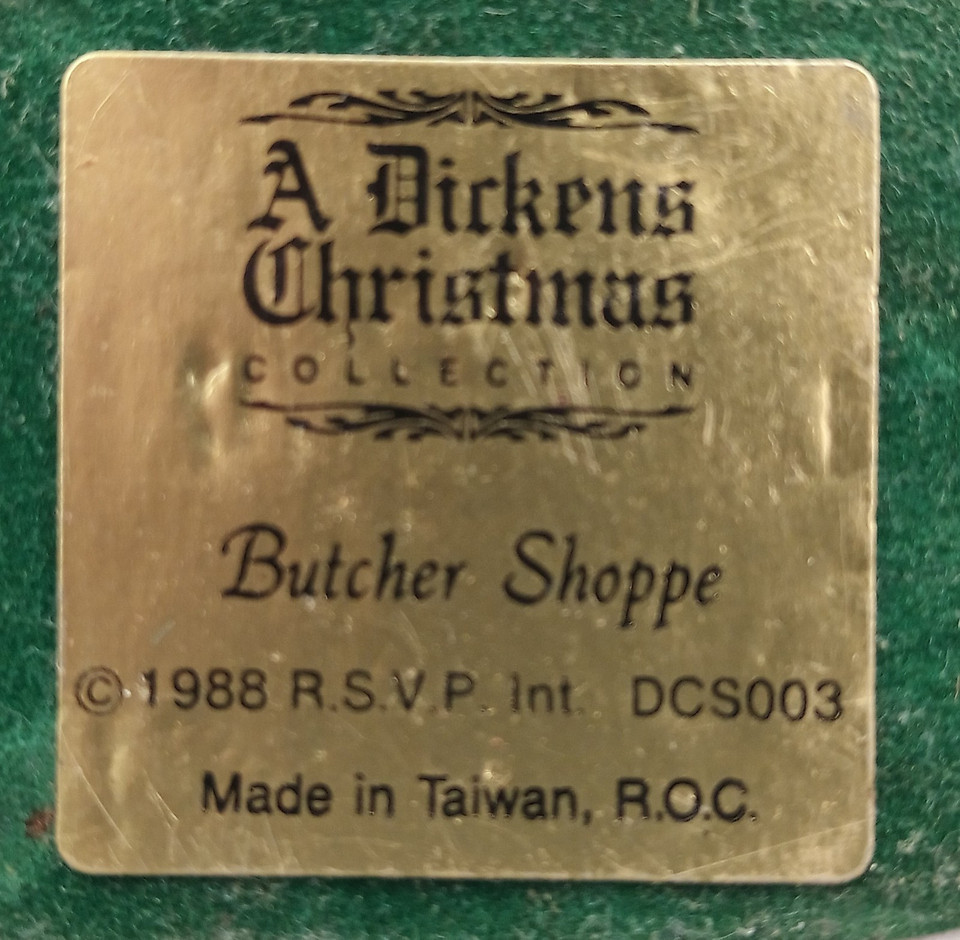 A Dickens
Christmas
COLLECTION
Butcher Shoppe
©1988 R.S.V.P. Int. DCS003
Made in Taiwan, R.O.C.